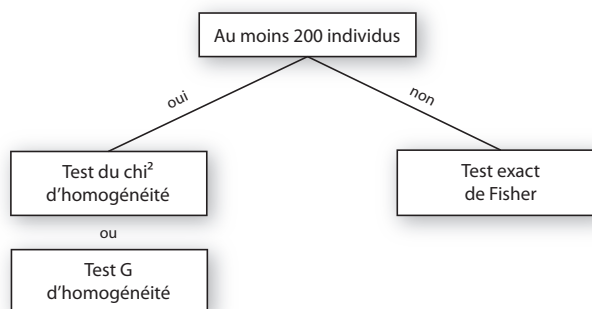 Au moins 200 individus
oui
non
Test du chi²
d’homogénéité
Test exact
de Fisher
ou
Test G
d’homogénéité